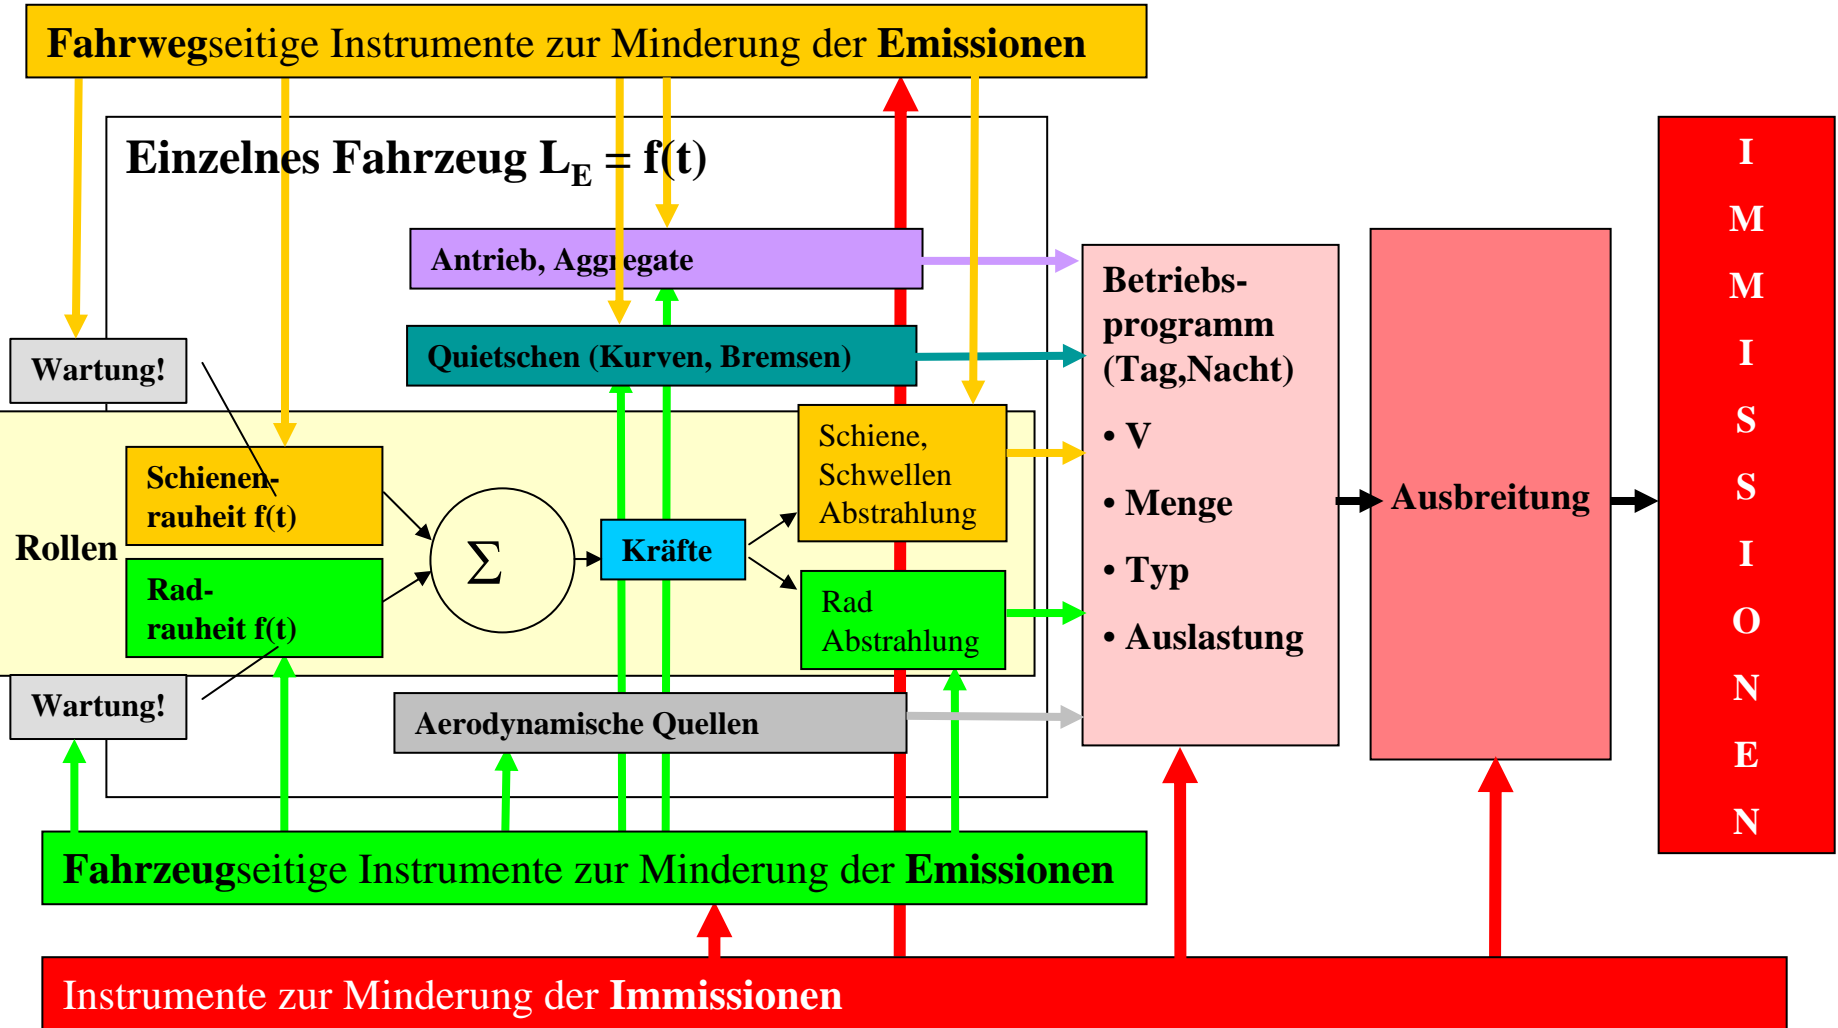 Fahrwegseitige Instrumente zur Minderung der Emissionen
Einzelnes Fahrzeug L_E = f(t)
Antrieb, Aggregate
Quietschen (Kurven, Bremsen)
Wartung!
Schienen-
rauheit f(t)
Rollen
Rad-
rauheit f(t)
Σ
Kräfte
Schiene,
Schwellen
Abstrahlung
Rad
Abstrahlung
Wartung!
Aerodynamische Quellen
Betriebs-
programm
(Tag,Nacht)
• V
• Menge
• Typ
• Auslastung
Ausbreitung
I
M
M
I
S
S
I
O
N
E
N
Fahrzeugseitige Instrumente zur Minderung der Emissionen
Instrumente zur Minderung der Immissionen